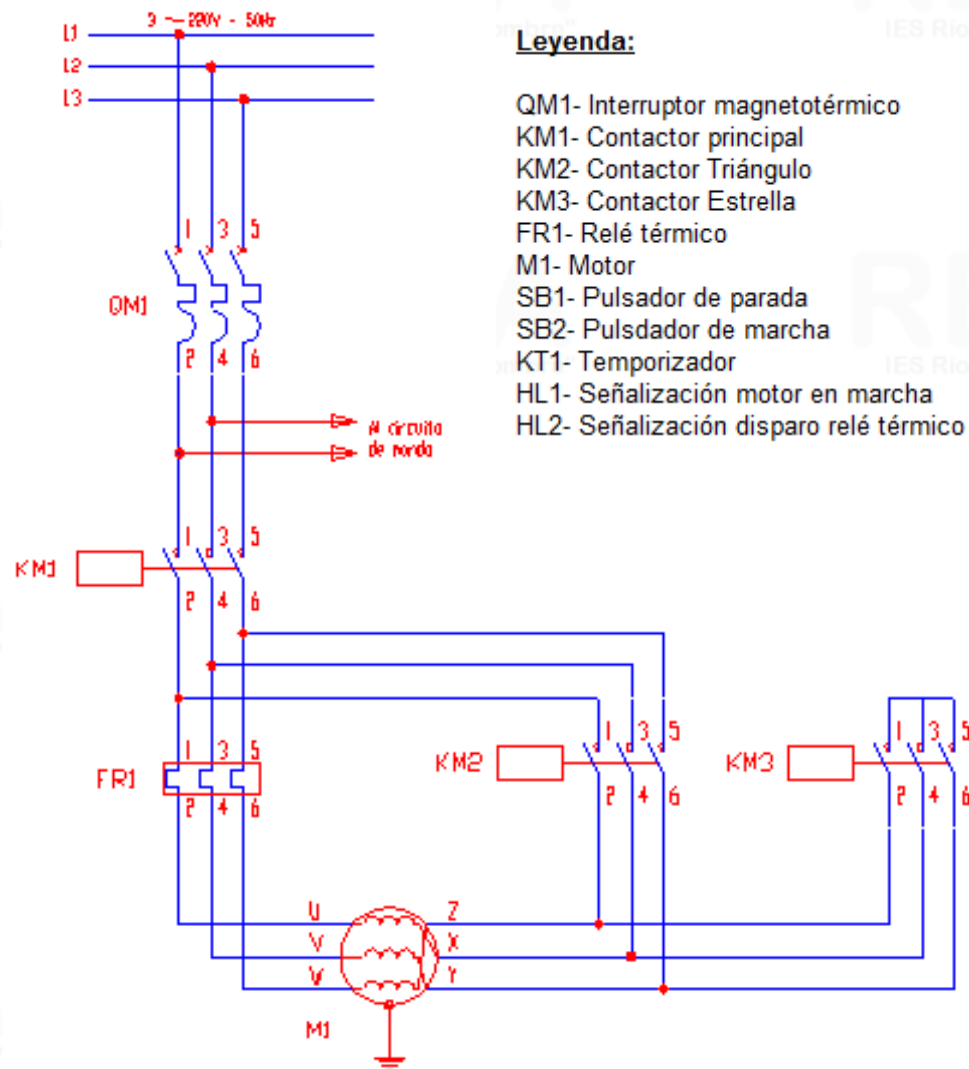 3 ~ 220V - 50Hz
L1
L2
L3
Leyenda:
QM1- Interruptor magnetotérmico
KM1- Contactor principal
KM2- Contactor Triángulo
KM3- Contactor Estrella
FR1- Relé térmico
M1- Motor
SB1- Pulsador de parada
SB2- Pulsdador de marcha
KT1- Temporizador
HL1- Señalización motor en marcha
HL2- Señalización disparo relé térmico
1 3 5
QM1
2 4 6
Al circuito
de
1 3 5
KM1
2 4 6
1 3 5
FR1
2 4 6
1 3 5
KM2
2 4 6
1 3 5
KM3
2 4 6
U Z
V X
W Y
M1
IES Rio
R
IES Rio